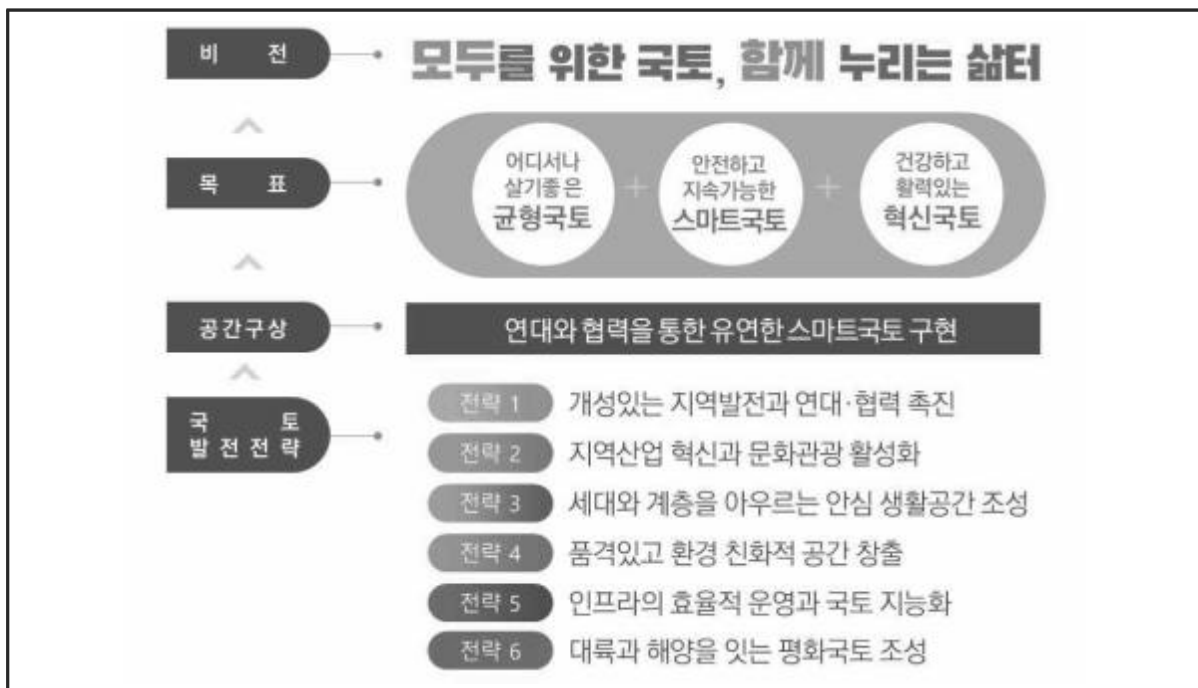 비 전
모두를 위한 국토, 함께 누리는 삶터
목 표
어디서나
살기좋은
균형국토
+
안전하고
지속가능한
스마트국토
+
건강하고
활력있는
혁신국토
공간구상
연대와 협력을 통한 유연한 스마트국토 구현
국 토
발 전 전 략
전략 1 개성있는 지역발전과 연대·협력 촉진
전략 2 지역산업 혁신과 문화관광 활성화
전략 3 세대와 계층을 아우르는 안심 생활공간 조성
전략 4 품격있고 환경 친화적 공간 창출
전략 5 인프라의 효율적 운영과 국토 지능화
전략 6 대륙과 해양을 잇는 평화국토 조성